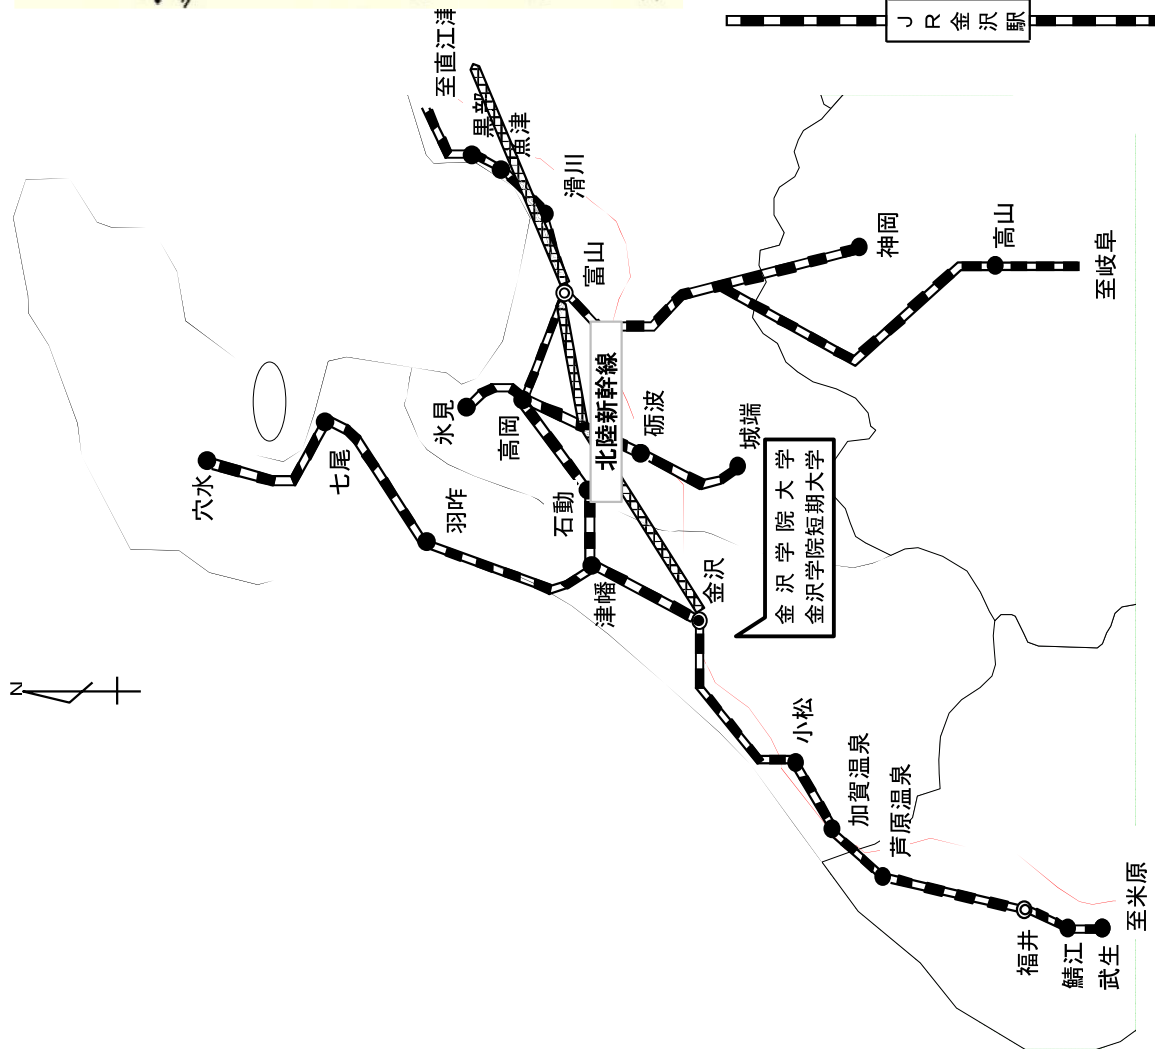 ＪＲ金沢駅
至直江津
黒部
魚津
滑川
富山
神岡
高山
至岐阜
北陸新幹線
氷見
高岡
砺波
城端
穴水
七尾
羽咋
石動
津幡
金沢
金沢学院大学
金沢学院短期大学
N
小松
加賀温泉
芦原温泉
福井
鯖江
武生
至米原